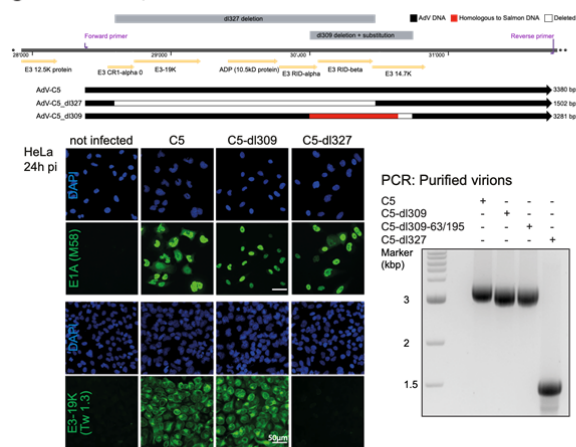 dl327 deletion
AdV DNA
Homologous to Salmon DNA
Deleted
Forward primer
dl309 deletion + substitution
Reverse primer
28'000
29'000
30'000
31'000
E3 12.5K protein
E3 CR1-alpha 0
E3-19K
ADP (10.5kD protein)
E3 RID-alpha
E3 RID-beta
E3 14.7K
AdV-C5
3380 bp
AdV-C5_dl327
1502 bp
AdV-C5_dl309
3281 bp
HeLa
24h pi
not infected
C5
C5-dl309
C5-dl327
DAPI
E1A (M58)
DAPI
E3-19K
(Tw 1.3)
50µm
PCR: Purified virions
C5 + - - -
C5-dl309 - + - -
C5-dl309-63/195 - - + -
C5-dl327 - - - +
Marker
(kbp)
3
2
1.5